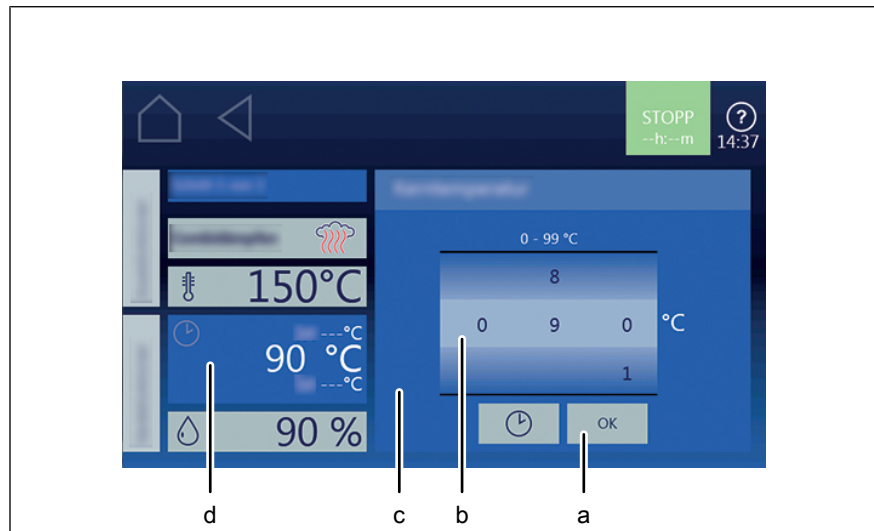 STOPP
--h:--m
?
14:37
150°C
---°C
90 °C
---°C
90 %
0 - 99 °C
8
0 9 0 °C
1
OK
d c b a